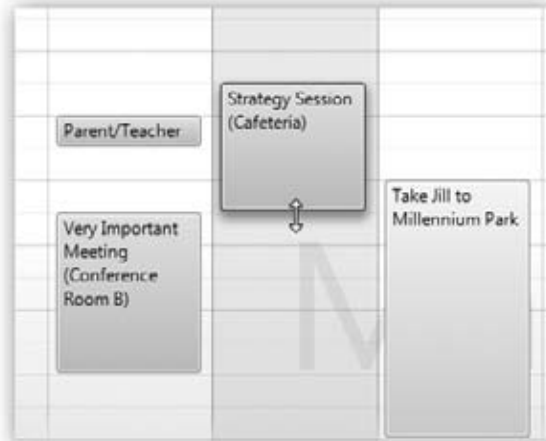 Parent/Teacher
Very Important
Meeting
(Conference
Room B)
Strategy Session
(Cafeteria)
Take Jill to
Millennium Park